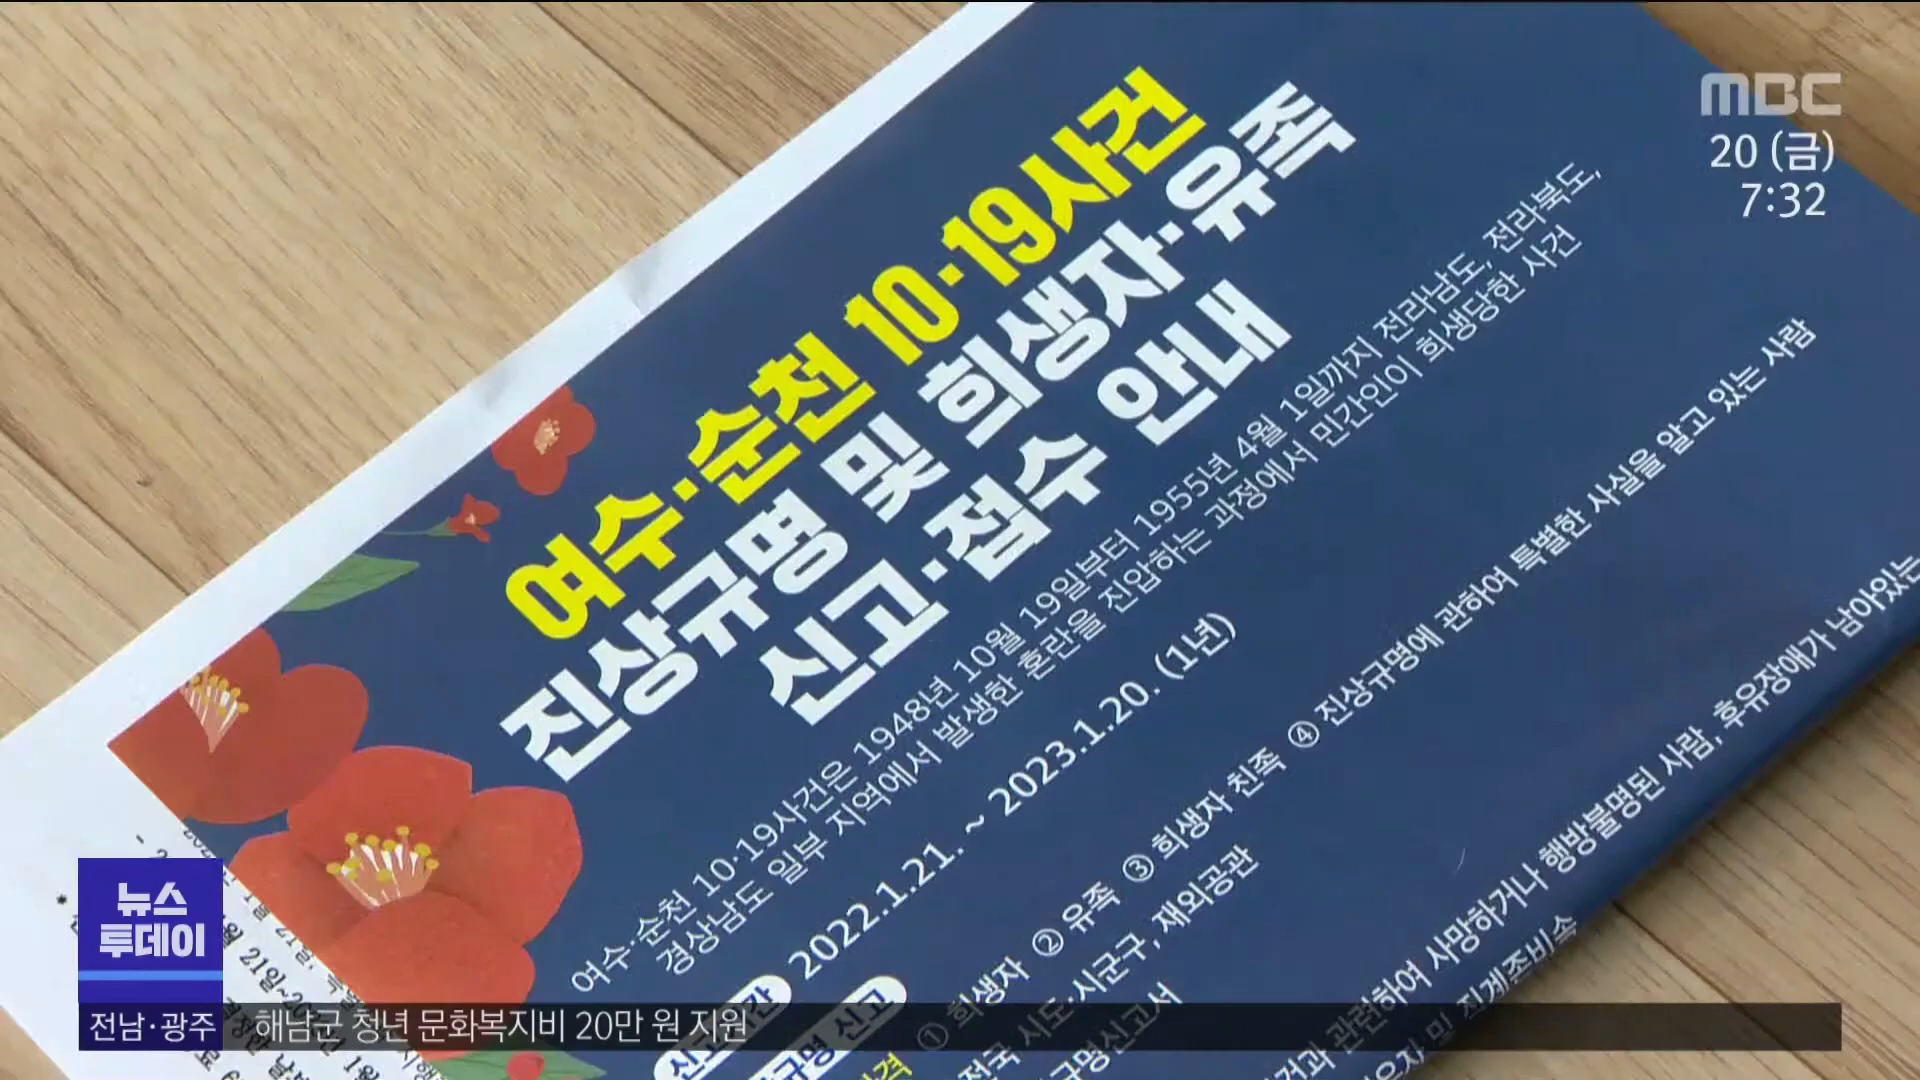 MBC
20 (금)
7:32
여수·순천 10·19사건
진상규명 및 희생자·유족
신고·접수 안내
여수·순천 10·19사건은 1948년 10월 19일부터 1955년 4월 1일까지 전라남도, 전라북도,
경상남도 일부 지역에서 발생한 혼란을 진압하는 과정에서 민간인이 희생당한 사건
2022.1.21. ~ 2023.1.20. (1년)
① 희생자 ② 유족 ③ 희생자 친족 ④ 진상규명에 관하여 특별한 사실을 알고 있는 사람
전국 시도·시군구, 재외공관
관련하여 사망하거나 행방불명된 사람, 후유장애가 남아있는
직계존비속
뉴스
투데이
전남·광주
해남군 청년 문화복지비 20만 원 지원